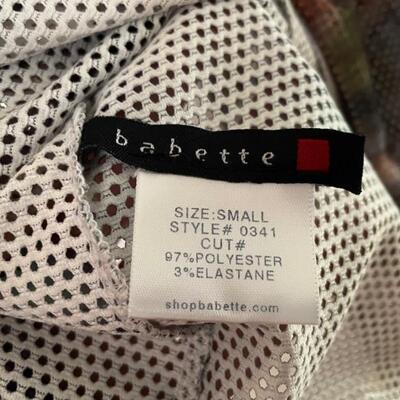 babette
SIZE:SMALL
STYLE# 0341
CUT#
97%POLYESTER
3%ELASTANE
shopbabette.com